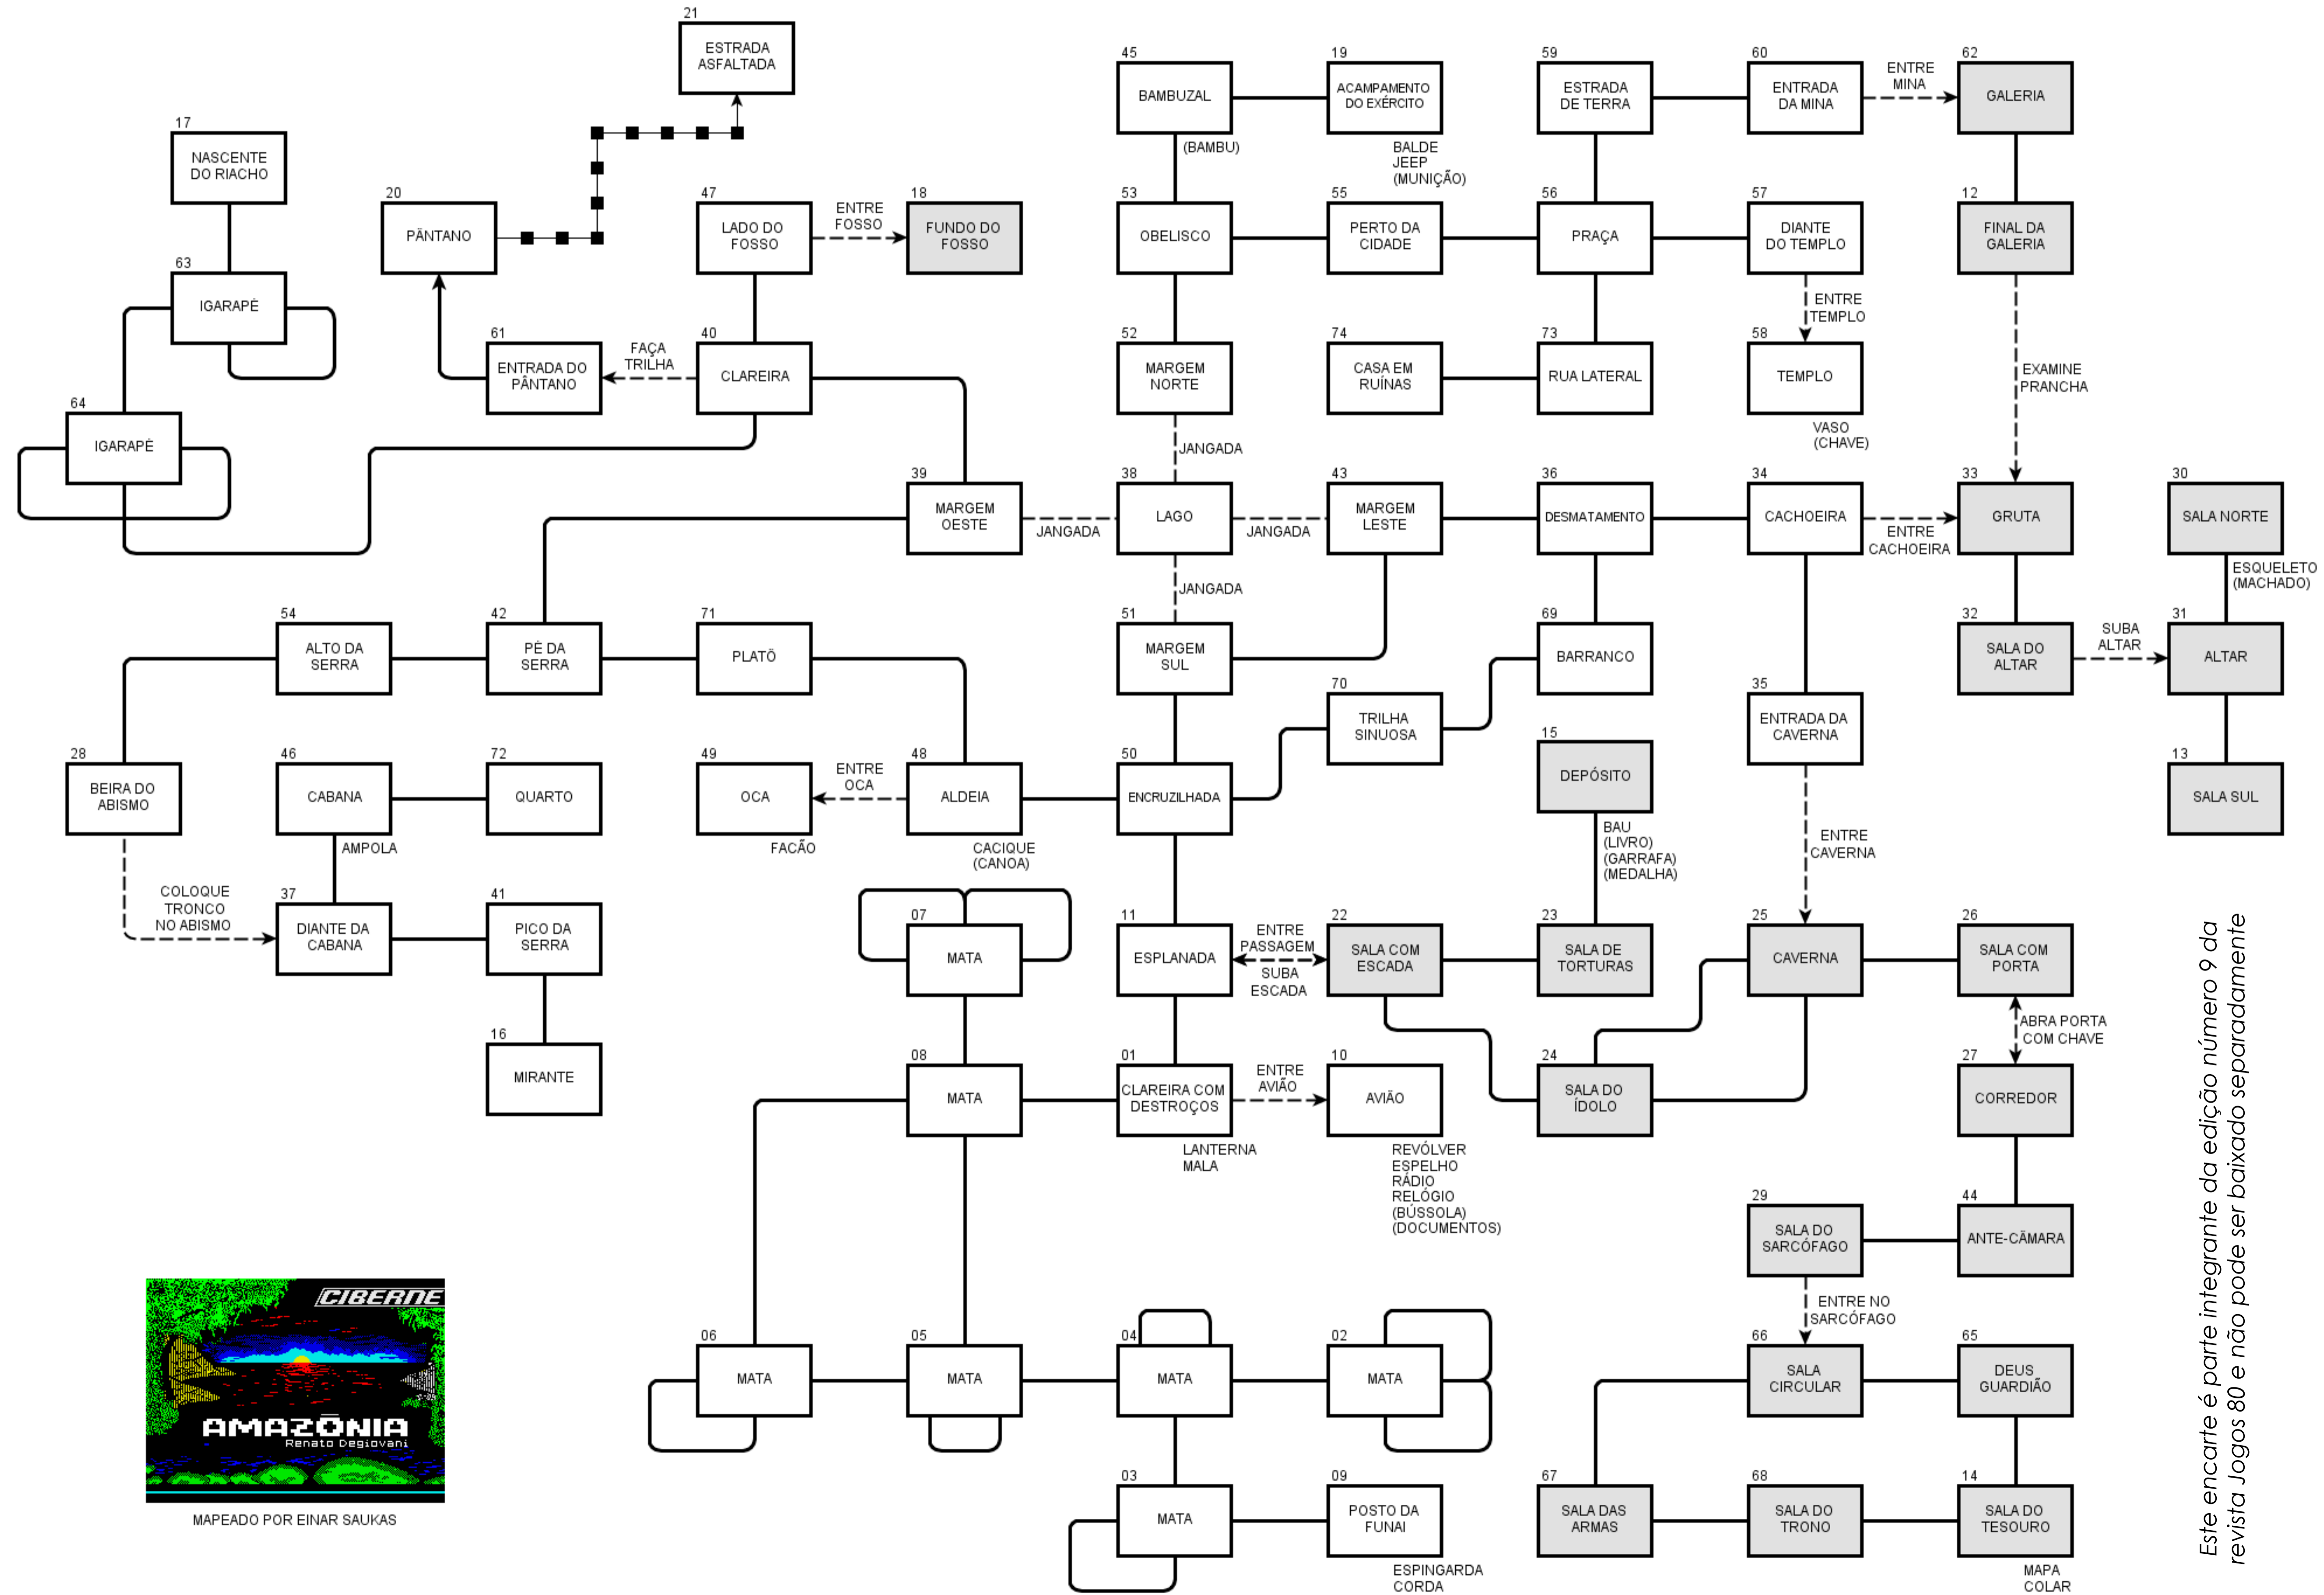 21
ESTRADA
ASFALTADA
45
BAMBUZAL
(BAMBU)
19
ACAMPAMENTO
DO EXÉRCITO
BALDE
JEEP
(MUNIÇÃO)
59
ESTRADA
DE TERRA
60
ENTRADA
DA MINA
ENTRE
MINA
62
GALERIA
17
NASCENTE
DO RIACHO
20
PÂNTANO
47
LADO DO
FOSSO
ENTRE
FOSSO
18
FUNDO DO
FOSSO
53
OBELISCO
55
PERTO DA
CIDADE
56
PRAÇA
57
DIANTE
DO TEMPLO
ENTRE
TEMPLO
12
FINAL DA
GALERIA
63
IGARAPÉ
61
ENTRADA DO
PÂNTANO
FAÇA
TRILHA
40
CLAREIRA
52
MARGEM
NORTE
JANGADA
74
CASA EM
RUÍNAS
73
RUA LATERAL
58
TEMPLO
VASO
(CHAVE)
EXAMINE
PRANCHA
64
IGARAPÉ
39
MARGEM
OESTE
JANGADA
38
LAGO
JANGADA
JANGADA
43
MARGEM
LESTE
36
DESMATAMENTO
34
CACHOEIRA
ENTRE
CACHOEIRA
33
GRUTA
30
SALA NORTE
ESQUELETO
(MACHADO)
54
ALTO DA
SERRA
42
PÉ DA
SERRA
71
PLATÔ
51
MARGEM
SUL
69
BARRANCO
32
SALA DO
ALTAR
SUBA
ALTAR
31
ALTAR
70
TRILHA
SINUOSA
35
ENTRADA DA
CAVERNA
ENTRE
CAVERNA
28
BEIRA DO
ABISMO
COLOQUE
TRONCO
NO ABISMO
46
CABANA
AMPOLA
72
QUARTO
49
OCA
FACÃO
ENTRE
OCA
48
ALDEIA
CACIQUE
(CANOA)
50
ENCRUZILHADA
15
DEPÓSITO
BAU
(LIVRO)
(GARRAFA)
(MEDALHA)
13
SALA SUL
37
DIANTE DA
CABANA
41
PICO DA
SERRA
07
MATA
11
ESPLANADA
ENTRE
PASSAGEM
SUBA
ESCADA
22
SALA COM
ESCADA
23
SALA DE
TORTURAS
25
CAVERNA
26
SALA COM
PORTA
ABRA PORTA
COM CHAVE
16
MIRANTE
08
MATA
01
CLAREIRA COM
DESTROÇOS
LANTERNA
MALA
ENTRE
AVIÃO
10
AVIÃO
REVÓLVER
ESPELHO
RÁDIO
RELÓGIO
(BÚSSOLA)
(DOCUMENTOS)
24
SALA DO
ÍDOLO
27
CORREDOR
29
SALA DO
SARCÓFAGO
44
ANTE-CÂMARA
ENTRE NO
SARCÓFAGO
06
MATA
05
MATA
04
MATA
02
MATA
66
SALA
CIRCULAR
65
DEUS
GUARDIÃO
03
MATA
09
POSTO DA
FUNAI
ESPINGARDA
CORDA
67
SALA DAS
ARMAS
68
SALA DO
TRONO
14
SALA DO
TESOURO
MAPA
COLAR
CIBERNE
AMAZÔNIA
Renato Degiovani
MAPEADO POR EINAR SAUKAS
Este encarte é parte integrante da edição número 9 da
revista Jogos 80 e não pode ser baixado separadamente